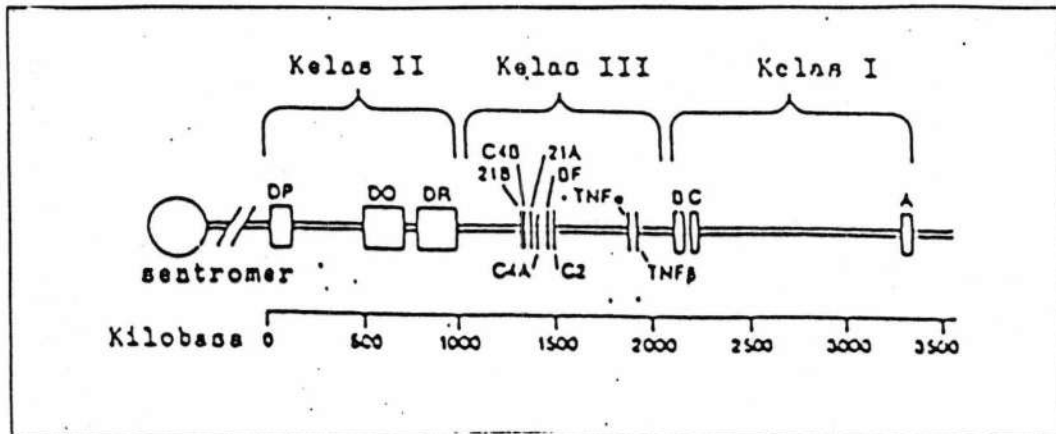 Kelas II Kelas III Kelas I
C4B 21A
21B BF
DP DQ DR TNFα B C A
sentromer C4A C2 TNFβ
Kilobasa 0 500 1000 1500 2000 2500 3000 3500